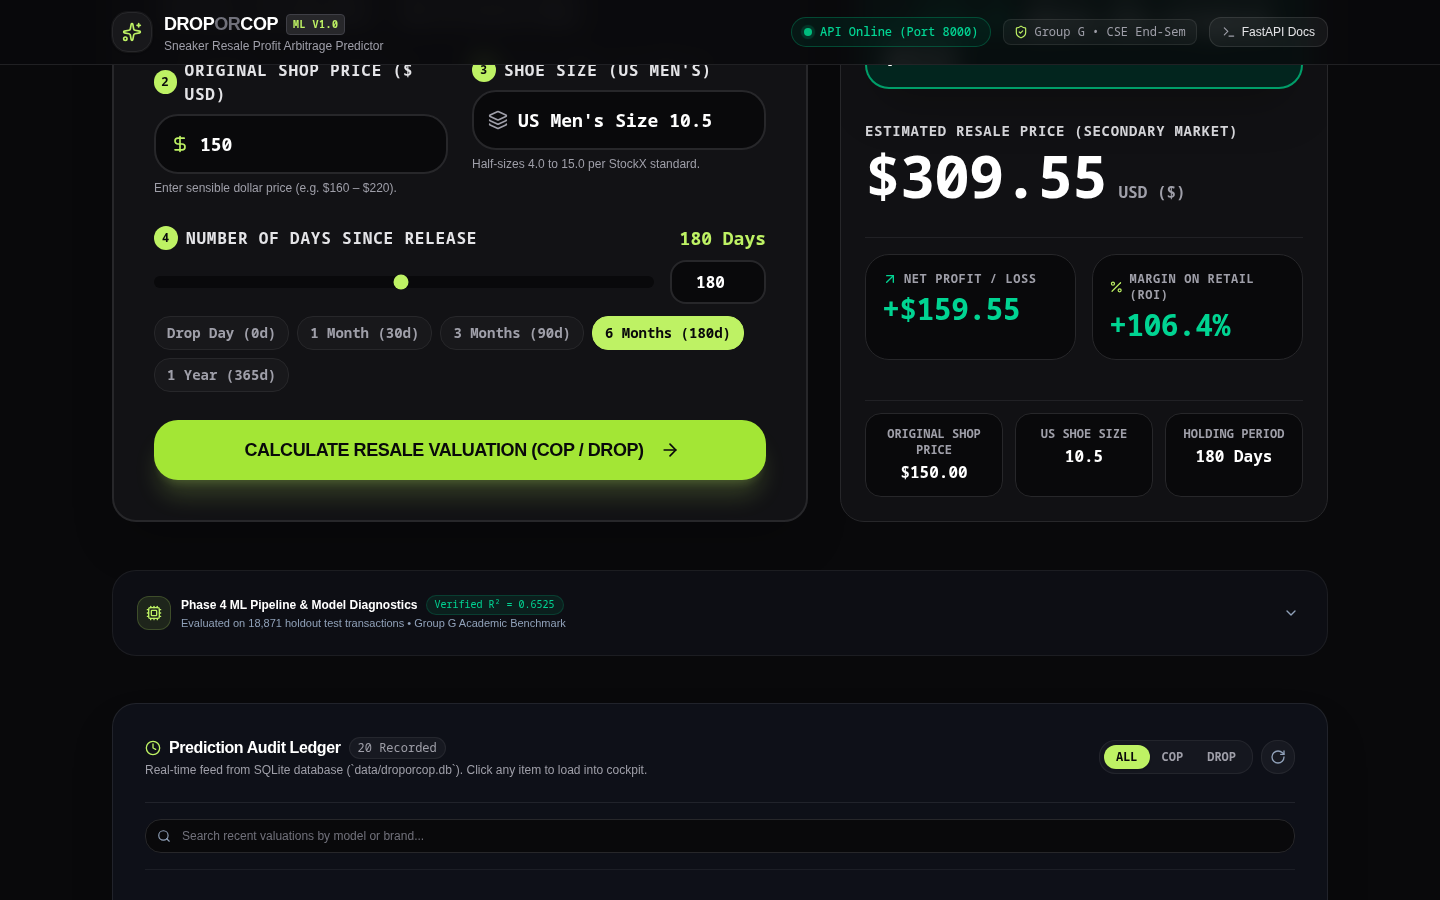 DROPORCOP ML V1.0
Sneaker Resale Profit Arbitrage Predictor
API Online (Port 8000)
Group G • CSE End-Sem
FastAPI Docs
2 ORIGINAL SHOP PRICE ($ USD)
150
Enter sensible dollar price (e.g. $160 – $220).
3 SHOE SIZE (US MEN'S)
US Men's Size 10.5
Half-sizes 4.0 to 15.0 per StockX standard.
4 NUMBER OF DAYS SINCE RELEASE
180 Days
180
Drop Day (0d)
1 Month (30d)
3 Months (90d)
6 Months (180d)
1 Year (365d)
CALCULATE RESALE VALUATION (COP / DROP)
ESTIMATED RESALE PRICE (SECONDARY MARKET)
$309.55 USD ($)
NET PROFIT / LOSS
+$159.55
% MARGIN ON RETAIL (ROI)
+106.4%
ORIGINAL SHOP PRICE
$150.00
US SHOE SIZE
10.5
HOLDING PERIOD
180 Days
Phase 4 ML Pipeline & Model Diagnostics Verified R² = 0.6525
Evaluated on 18,871 holdout test transactions • Group G Academic Benchmark
Prediction Audit Ledger 20 Recorded
Real-time feed from SQLite database (`data/droporcop.db`). Click any item to load into cockpit.
ALL COP DROP
Search recent valuations by model or brand...